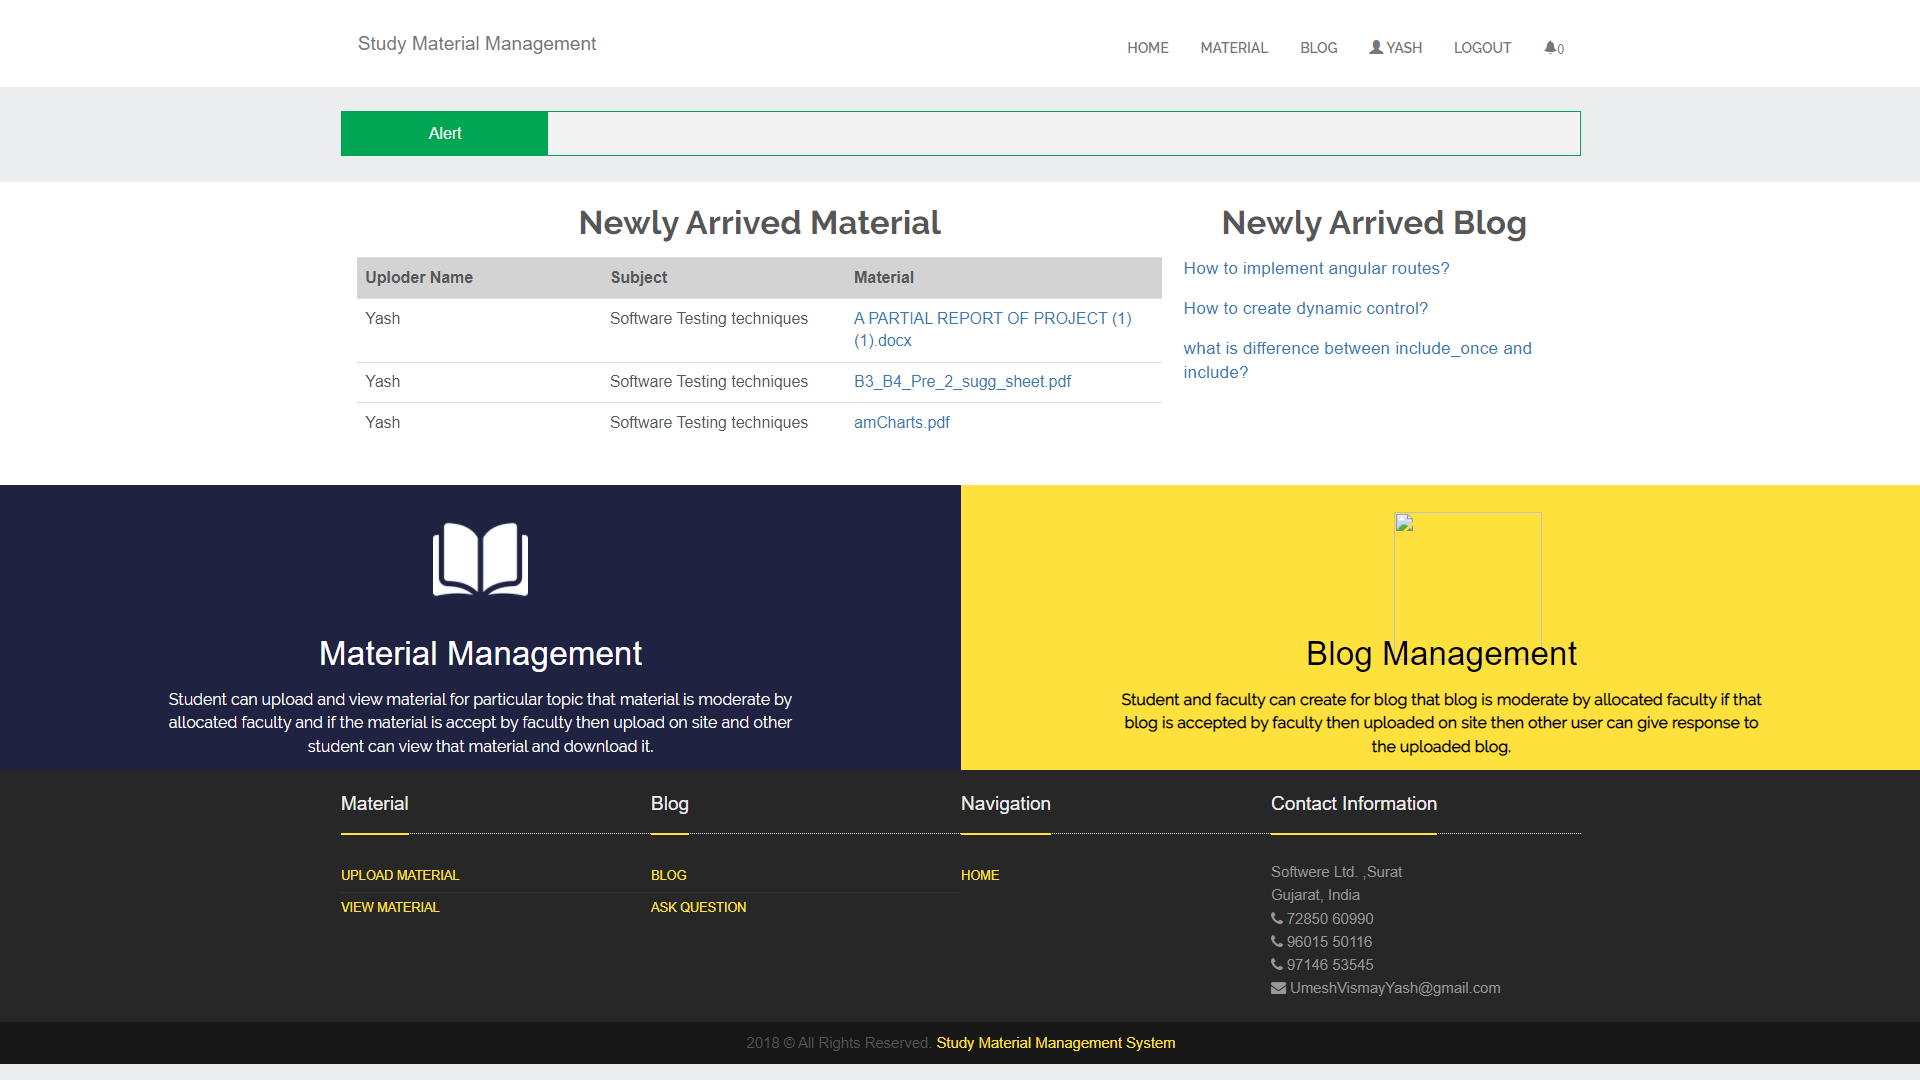 Study Material Management
HOME MATERIAL BLOG YASH LOGOUT 0
Alert
Newly Arrived Material
Uploder Name Subject Material
Yash Software Testing techniques A PARTIAL REPORT OF PROJECT (1)
(1).docx
Yash Software Testing techniques B3_B4_Pre_2_sugg_sheet.pdf
Yash Software Testing techniques amCharts.pdf
Newly Arrived Blog
How to implement angular routes?
How to create dynamic control?
what is difference between include_once and
include?
Material Management
Student can upload and view material for particular topic that material is moderate by
allocated faculty and if the material is accept by faculty then upload on site and other
student can view that material and download it.
Blog Management
Student and faculty can create for blog that blog is moderate by allocated faculty if that
blog is accepted by faculty then uploaded on site then other user can give response to
the uploaded blog.
Material
UPLOAD MATERIAL
VIEW MATERIAL
Blog
BLOG
ASK QUESTION
Navigation
HOME
Contact Information
Softwere Ltd. ,Surat
Gujarat, India
72850 60990
96015 50116
97146 53545
UmeshVismayYash@gmail.com
2018 © All Rights Reserved. Study Material Management System